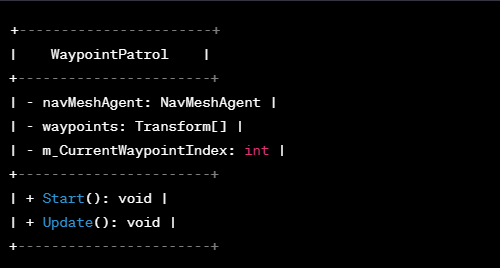 +-----------------------+
|    WaypointPatrol    |
+-----------------------+
| - navMeshAgent: NavMeshAgent |
| - waypoints: Transform[] |
| - m_CurrentWaypointIndex: int |
+-----------------------+
| + Start(): void |
| + Update(): void |
+-----------------------+